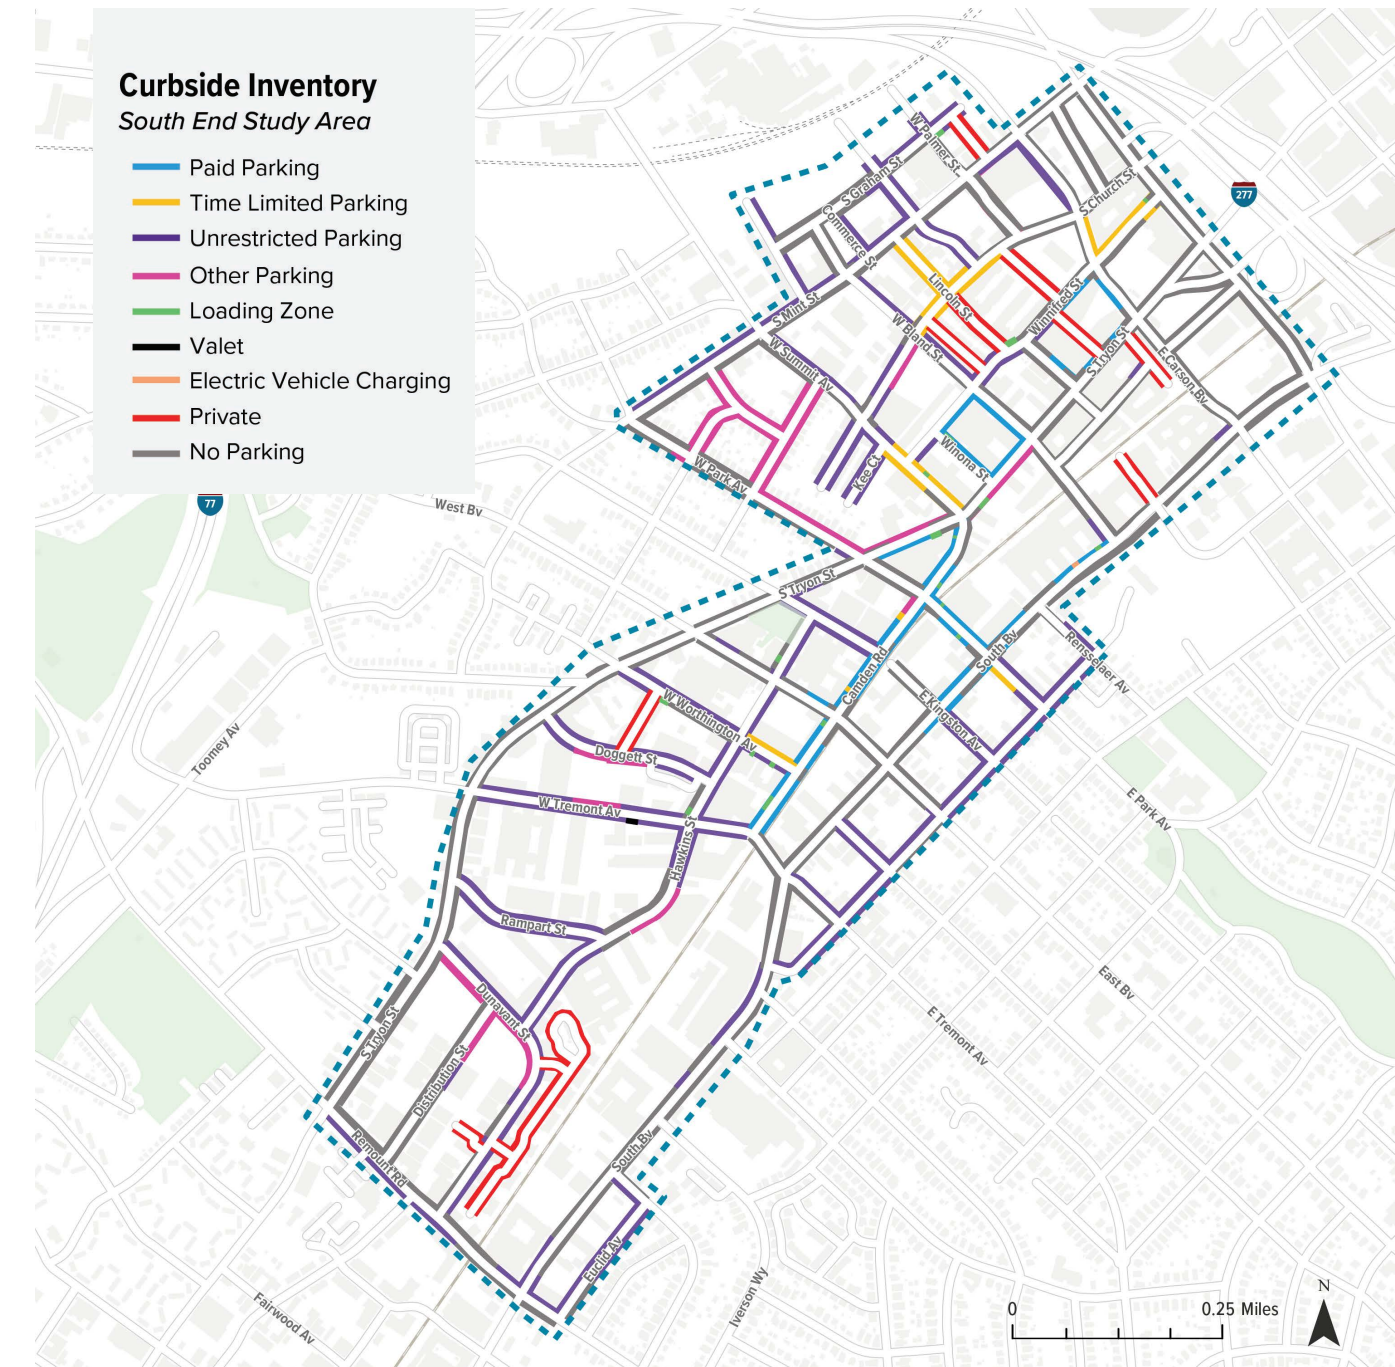 Curbside Inventory
South End Study Area
Paid Parking
Time Limited Parking
Unrestricted Parking
Other Parking
Loading Zone
Valet
Electric Vehicle Charging
Private
No Parking
277
77
W Palmer St
S Graham St
S Church St
Commerce St
Lincoln St
Winnifred St
S Mint St
W Bland St
S Tryon St
E Carson Bv
W Summit Av
Winona St
Kee Ct
W Park Av
West Bv
S Tryon St
Rensselaer Av
South Bv
Camden Rd
E Kingston Av
W Worthington Av
Toomey Av
Doggett St
E Park Av
W Tremont Av
Hawkins St
Rampart St
East Bv
Dunavant St
S Tryon St
E Tremont Av
Distribution St
Remount Rd
South Bv
Euclid Av
Iverson Wy
Fairwood Av
N
0 0.25 Miles